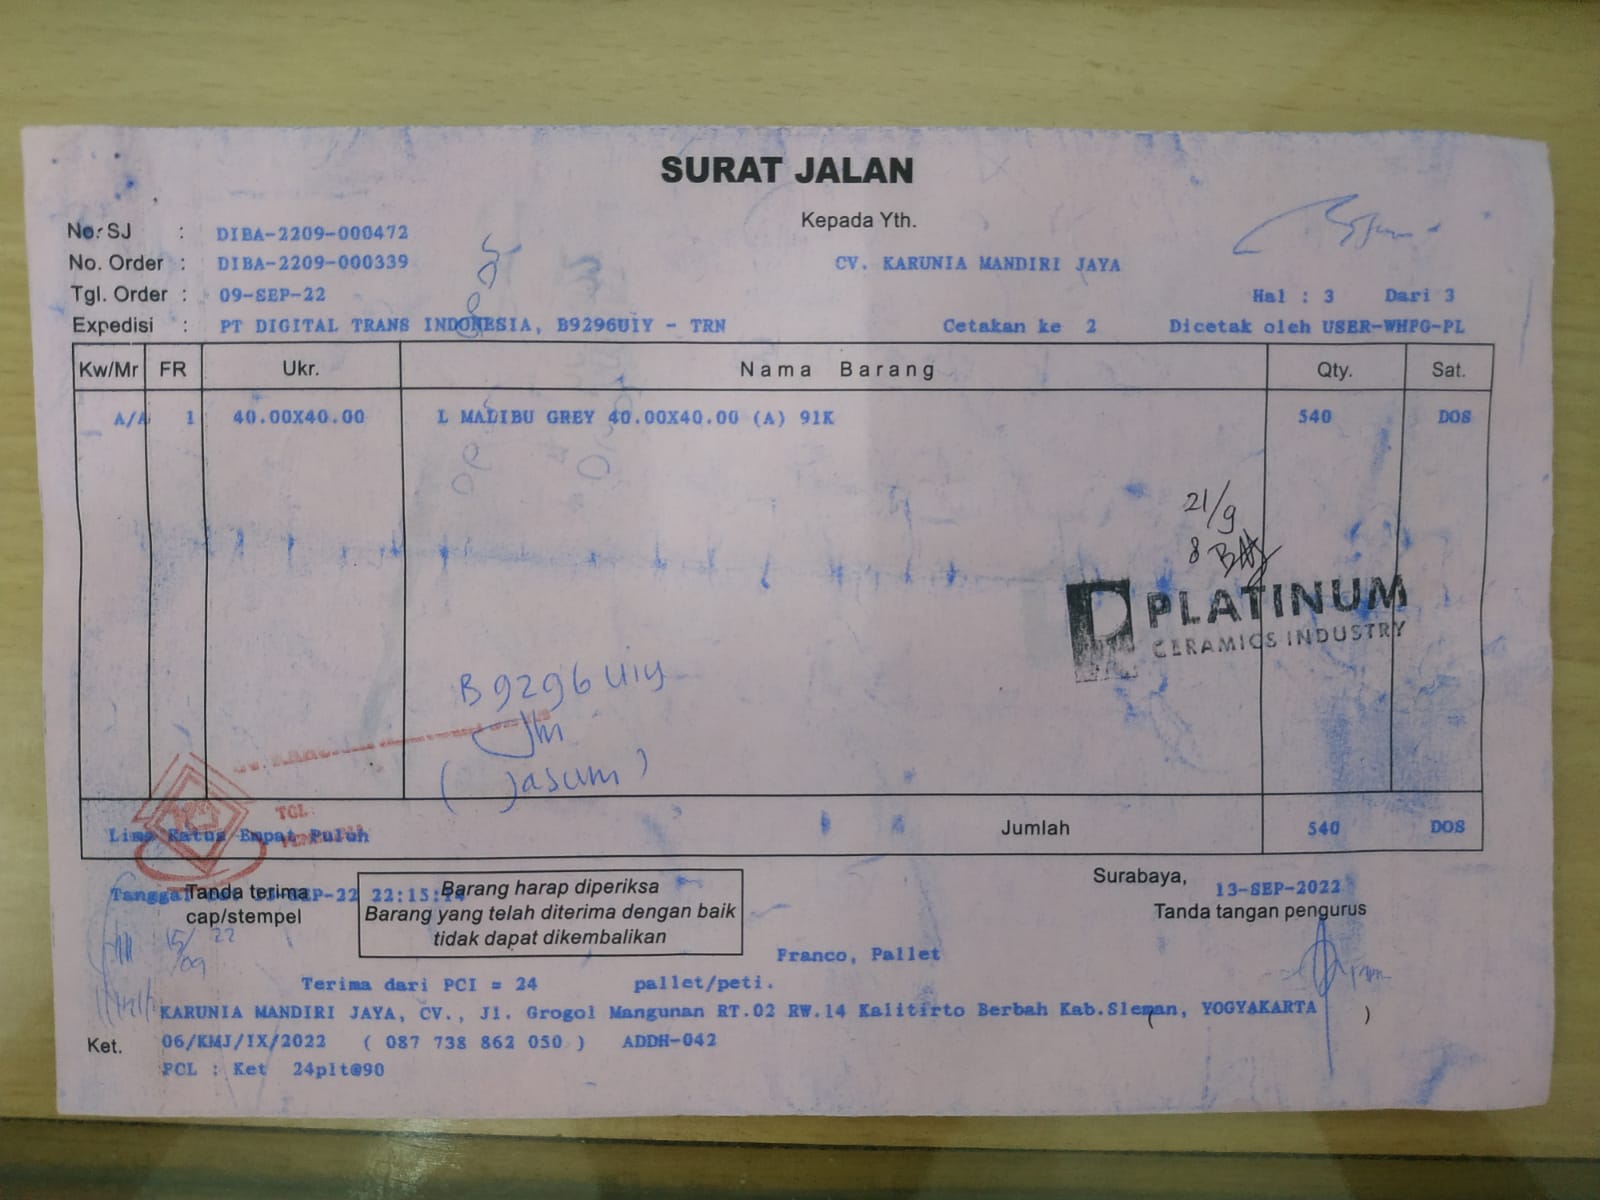 SURAT JALAN
No. SJ : DIBA-2209-000472
Kepada Yth.
No. Order : DIBA-2209-000339
CV. KARUNIA MANDIRI JAYA
Tgl. Order : 09-SEP-22
Hal : 3 Dari 3
Expedisi : PT DIGITAL TRANS INDONESIA, B9296UIY - TRN
Cetakan ke 2 Dicetak oleh USER-WHFG-PL
Kw/Mr FR Ukr. Nama Barang Qty. Sat.
A/A 1 40.00X40.00 L MALIBU GREY 40.00X40.00 (A) 91K 540 DOS
21/9
8
PLATINUM
CERAMICS INDUSTRY
B9296UIY
(Jasum)
TGL
Lima Ratus Empat Puluh Jumlah 540 DOS
Surabaya, 13-SEP-2022
Tanggal SEP-22 22:15:
Tanda terima
cap/stempel
Barang harap diperiksa
Barang yang telah diterima dengan baik
tidak dapat dikembalikan
Tanda tangan pengurus
15/09 22
Franco, Pallet
Terima dari PCI = 24 pallet/peti.
KARUNIA MANDIRI JAYA, CV., Jl. Grogol Mangunan RT.02 RW.14 Kalitirto Berbah Kab.Sleman, YOGYAKARTA
( )
Ket. 06/KMJ/IX/2022 ( 087 738 862 050 ) ADDH-042
PCL : Ket 24plt@90